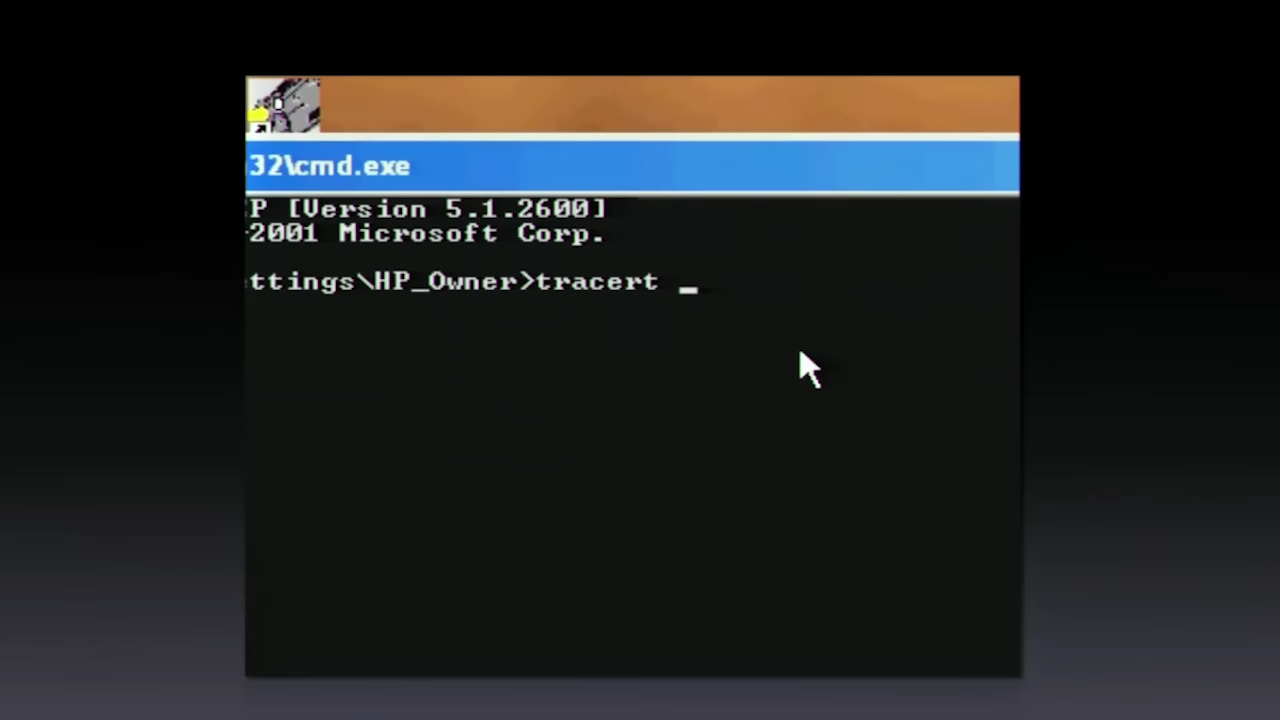 32\cmd.exe
P [Version 5.1.2600]
-2001 Microsoft Corp.
ttings\HP_Owner>tracert _